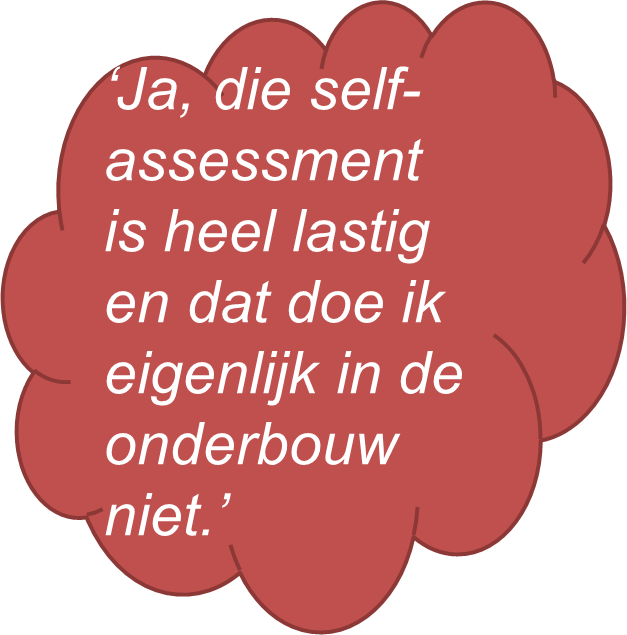 ‘Ja, die self-
assessment
is heel lastig
en dat doe ik
eigenlijk in de
onderbouw
niet.’